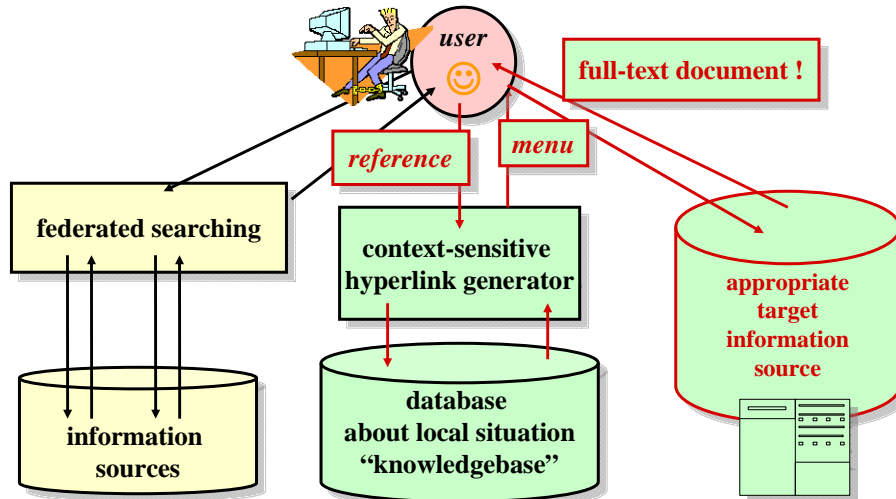 user
full-text document !
reference
menu
federated searching
context-sensitive
hyperlink generator
appropriate
target
information
source
information
sources
database
about local situation
“knowledgebase”